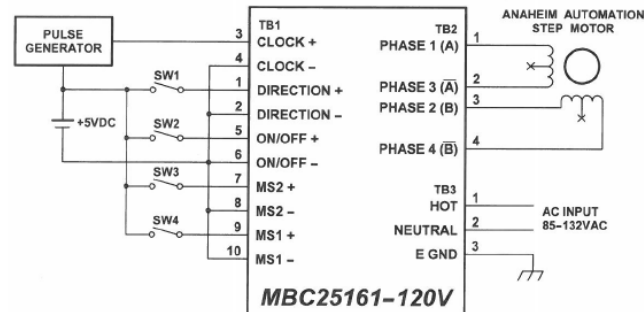 PULSE
GENERATOR
+5VDC
SW1
SW2
SW3
SW4
TB1
3 CLOCK +
4 CLOCK –
1 DIRECTION +
2 DIRECTION –
5 ON/OFF +
6 ON/OFF –
7 MS2 +
8 MS2 –
9 MS1 +
10 MS1 –
TB2
PHASE 1 (A) 1
PHASE 3 (A̅) 2
PHASE 2 (B) 3
PHASE 4 (B̅) 4
TB3
HOT 1
NEUTRAL 2
E GND 3
MBC25161–120V
ANAHEIM AUTOMATION
STEP MOTOR
AC INPUT
85–132VAC